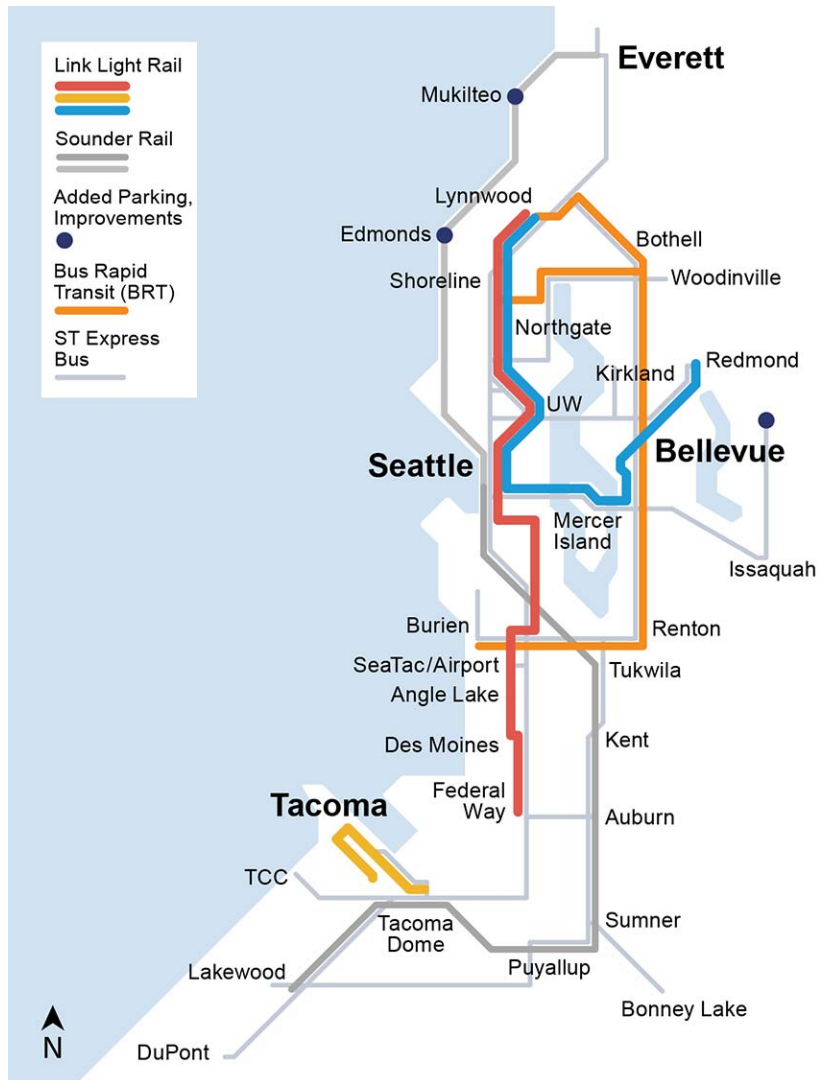 Link Light Rail
Sounder Rail
Added Parking,
Improvements
Bus Rapid
Transit (BRT)
ST Express
Bus
Everett
Mukilteo
Lynnwood
Edmonds
Bothell
Shoreline
Woodinville
Northgate
Redmond
Kirkland
UW
Bellevue
Seattle
Mercer
Island
Issaquah
Burien
Renton
SeaTac/Airport
Tukwila
Angle Lake
Des Moines
Kent
Federal
Way
Tacoma
Auburn
TCC
Tacoma
Dome
Sumner
Lakewood
Puyallup
Bonney Lake
DuPont
N